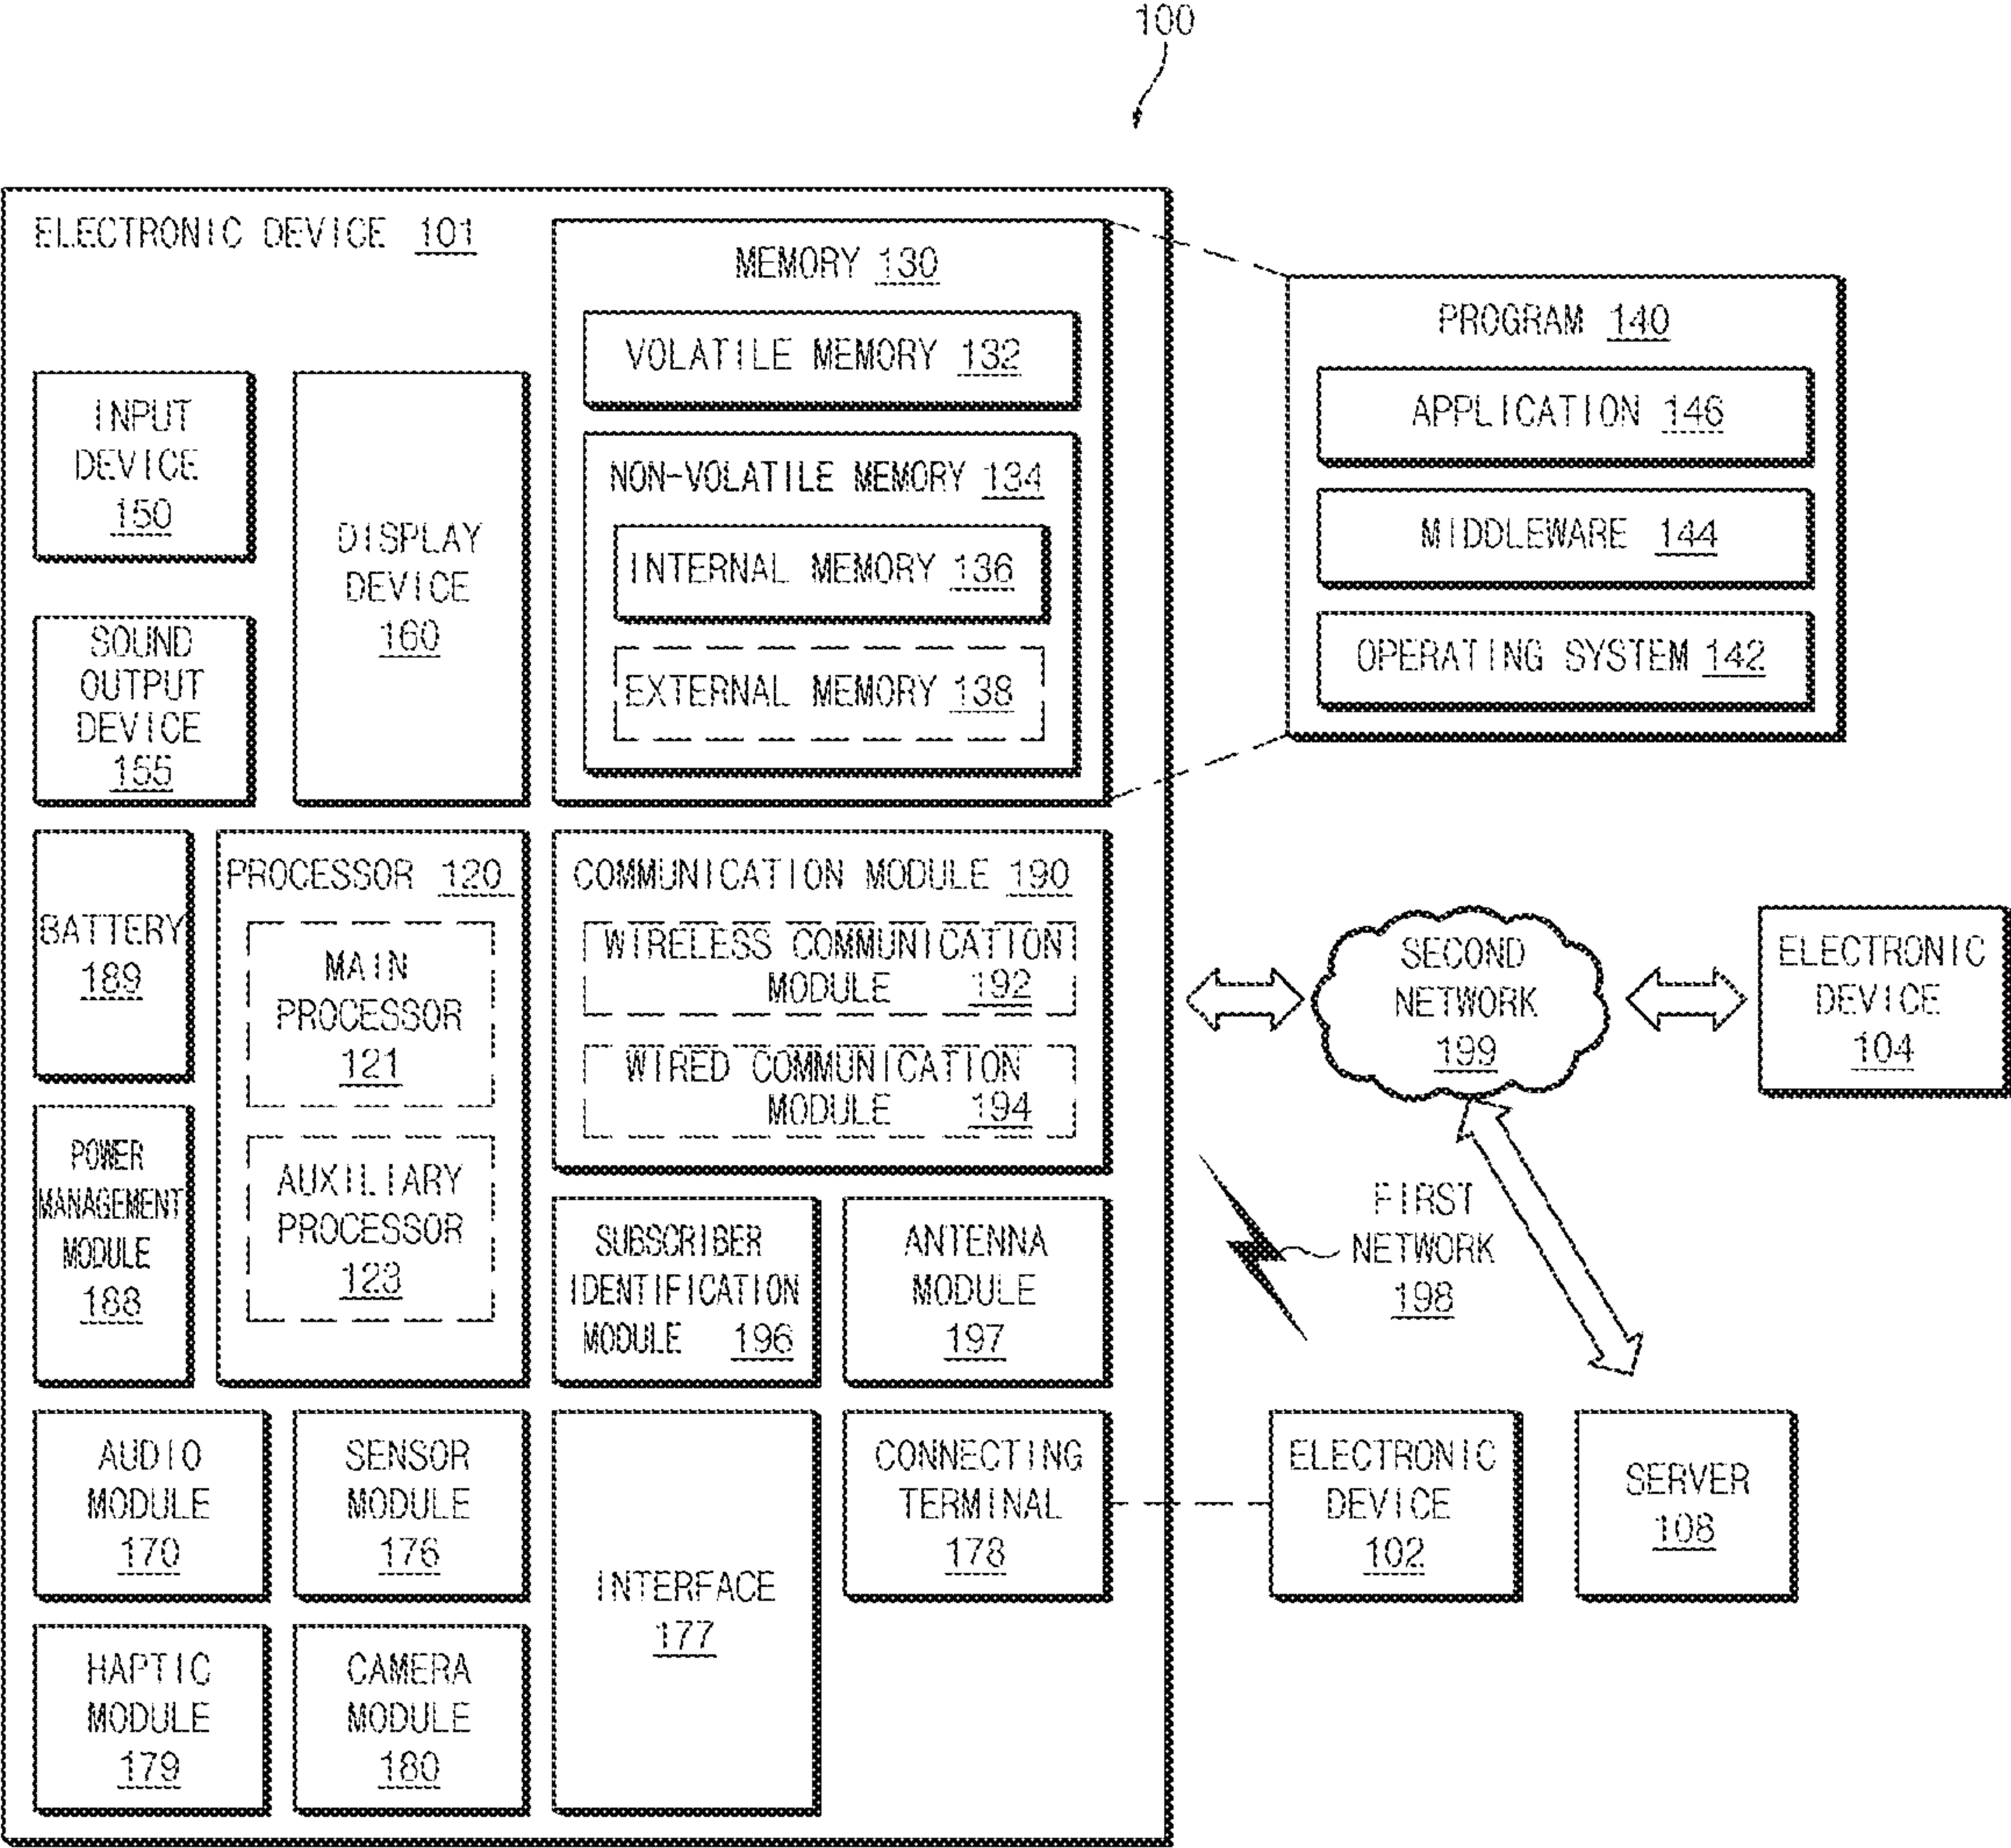 100
ELECTRONIC DEVICE 101
MEMORY 130
VOLATILE MEMORY 132
NON-VOLATILE MEMORY 134
INTERNAL MEMORY 136
EXTERNAL MEMORY 138
PROGRAM 140
APPLICATION 146
MIDDLEWARE 144
OPERATING SYSTEM 142
INPUT
DEVICE
150
SOUND
OUTPUT
DEVICE
155
DISPLAY
DEVICE
160
BATTERY
189
POWER
MANAGEMENT
MODULE
188
PROCESSOR 120
MAIN
PROCESSOR
121
AUXILIARY
PROCESSOR
123
COMMUNICATION MODULE 190
WIRELESS COMMUNICATION
MODULE 192
WIRED COMMUNICATION
MODULE 194
SUBSCRIBER
IDENTIFICATION
MODULE 196
ANTENNA
MODULE
197
SECOND
NETWORK
199
ELECTRONIC
DEVICE
104
FIRST
NETWORK
198
AUDIO
MODULE
170
SENSOR
MODULE
176
INTERFACE
177
CONNECTING
TERMINAL
178
ELECTRONIC
DEVICE
102
SERVER
108
HAPTIC
MODULE
179
CAMERA
MODULE
180